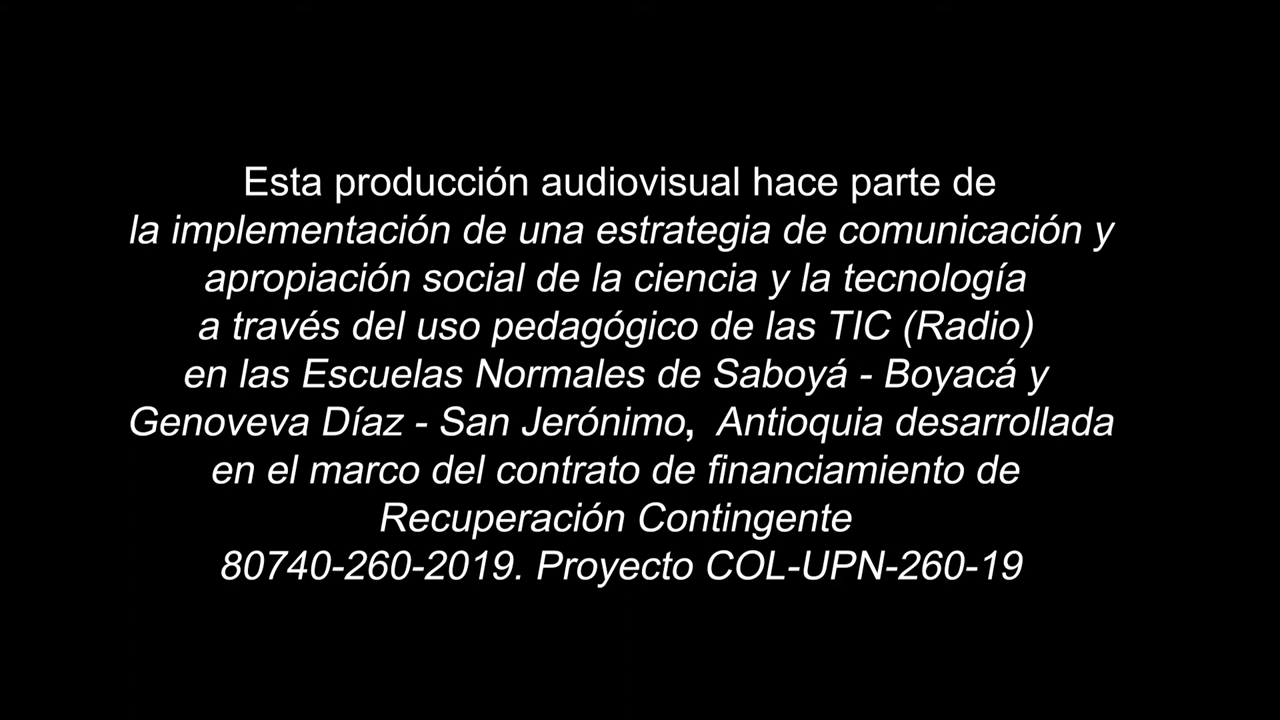 Esta producción audiovisual hace parte de
la implementación de una estrategia de comunicación y
apropiación social de la ciencia y la tecnología
a través del uso pedagógico de las TIC (Radio)
en las Escuelas Normales de Saboyá - Boyacá y
Genoveva Díaz - San Jerónimo,  Antioquia desarrollada
en el marco del contrato de financiamiento de
Recuperación Contingente
80740-260-2019. Proyecto COL-UPN-260-19